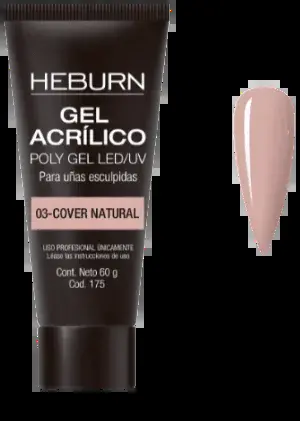 HEBURN
GEL
ACRÍLICO
POLY GEL LED/UV
Para uñas esculpidas
03-COVER NATURAL
USO PROFESIONAL ÚNICAMENTE
Léase las instrucciones de uso
Cont. Neto 60 g
Cod. 175